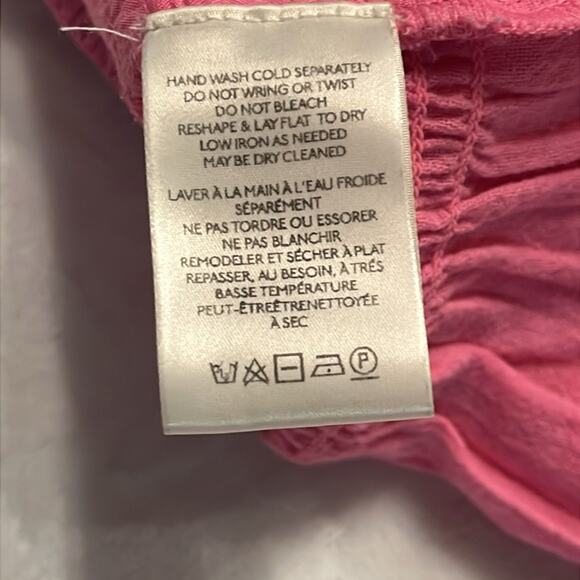 HAND WASH COLD SEPARATELY
DO NOT WRING OR TWIST
DO NOT BLEACH
RESHAPE & LAY FLAT TO DRY
LOW IRON AS NEEDED
MAY BE DRY CLEANED
LAVER À LA MAIN À L'EAU FROIDE
SÉPARÉMENT
NE PAS TORDRE OU ESSORER
NE PAS BLANCHIR
REMODELER ET SÉCHER À PLAT
REPASSER, AU BESOIN, À TRÉS
BASSE TEMPÉRATURE
PEUT-ÊTREÊTRENETTOYÉE
À SEC
P